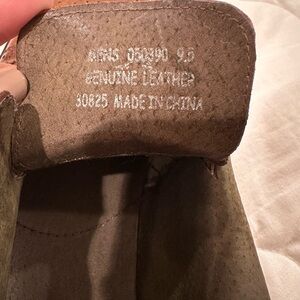 MENS 050390 9.5
GENUINE LEATHER
30825 MADE IN CHINA